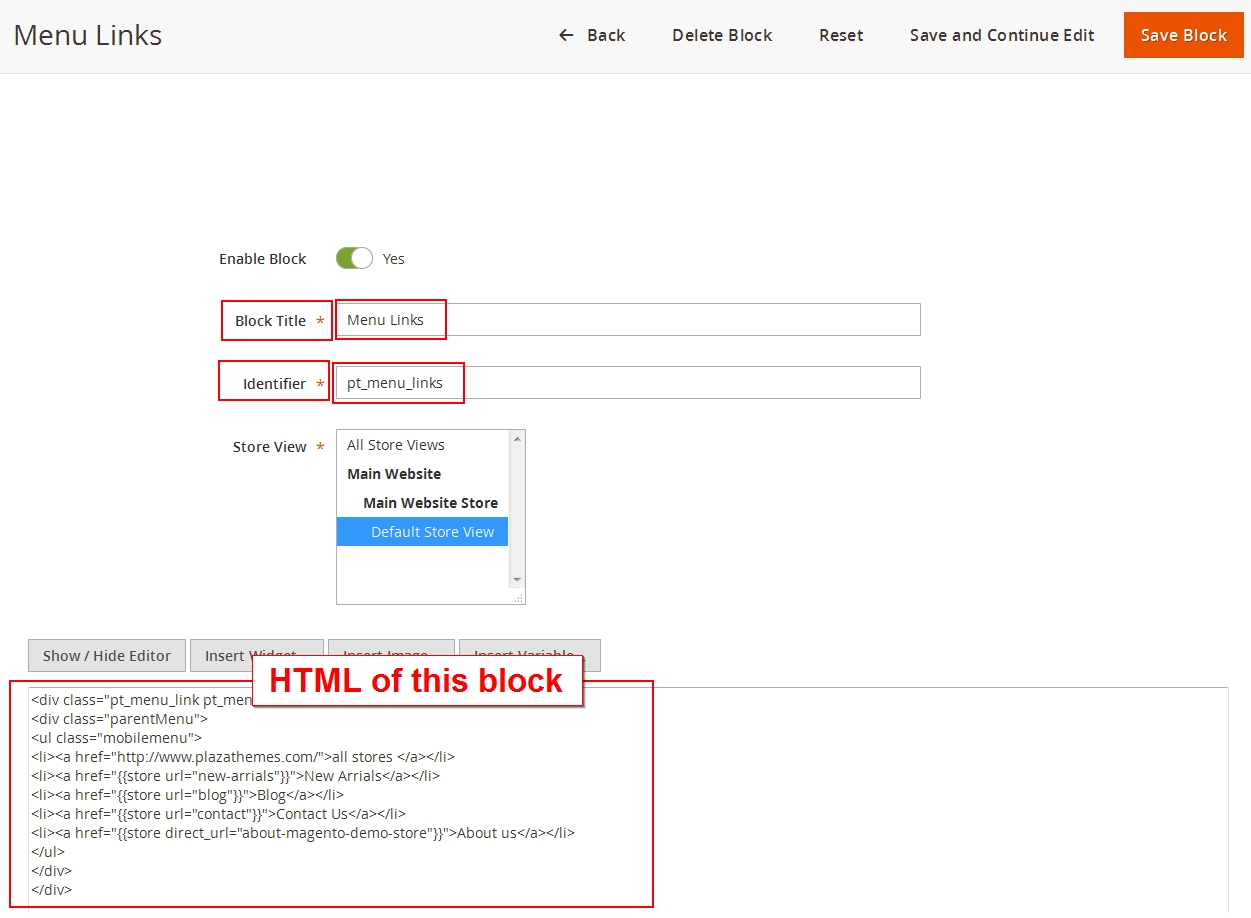 Menu Links
Back Delete Block Reset Save and Continue Edit Save Block
Enable Block Yes
Block Title * Menu Links
Identifier * pt_menu_links
Store View * All Store Views
Main Website
Main Website Store
Default Store View
Show / Hide Editor Insert Widget... Insert Image... Insert Variable...
HTML of this block
<div class="pt_menu_link pt_men
<div class="parentMenu">
<ul class="mobilemenu">
<li><a href="http://www.plazathemes.com/">all stores </a></li>
<li><a href="{{store url="new-arrials"}}">New Arrials</a></li>
<li><a href="{{store url="blog"}}">Blog</a></li>
<li><a href="{{store url="contact"}}">Contact Us</a></li>
<li><a href="{{store direct_url="about-magento-demo-store"}}">About us</a></li>
</ul>
</div>
</div>